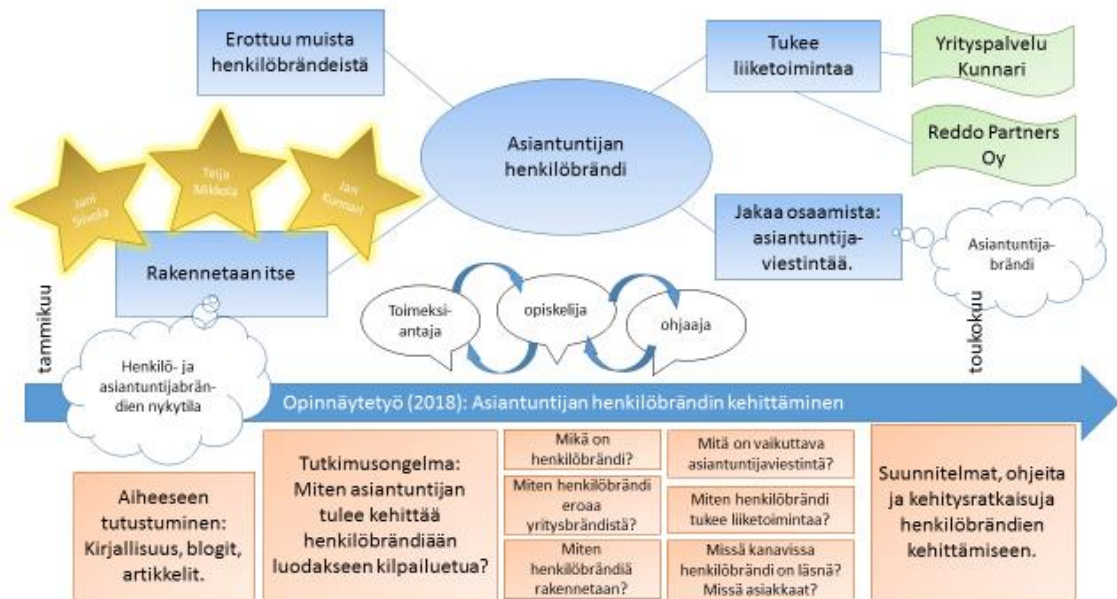 Erottuu muista
henkilöbrändeistä
Tukee
liiketoimintaa
Yrityspalvelu
Kunnari
Reddo Partners
Oy
Asiantuntijan
henkilöbrändi
Jani
Siivola
Teija
Mikkola
Jari
Kunnari
Rakennetaan itse
Jakaa osaamista:
asiantuntija-
viestintää.
Asiantuntija-
brändi
Toimeksi-
antaja
opiskelija
ohjaaja
tammikuu
toukokuu
Henkilö- ja
asiantuntijabrän-
dien nykytila
Opinnäytetyö (2018): Asiantuntijan henkilöbrändin kehittäminen
Aiheeseen
tutustuminen:
Kirjallisuus, blogit,
artikkelit.
Tutkimusongelma:
Miten asiantuntijan
tulee kehittää
henkilöbrändiään
luodakseen kilpailuetua?
Mikä on
henkilöbrändi?
Miten henkilöbrändi
eroaa
yritysbrändistä?
Miten
henkilöbrändiä
rakennetaan?
Mitä on vaikuttava
asiantuntijaviestintä?
Miten henkilöbrändi
tukee liiketoimintaa?
Missä kanavissa
henkilöbrändi on läsnä?
Missä asiakkaat?
Suunnitelmat, ohjeita
ja kehitysratkaisuja
henkilöbrändien
kehittämiseen.